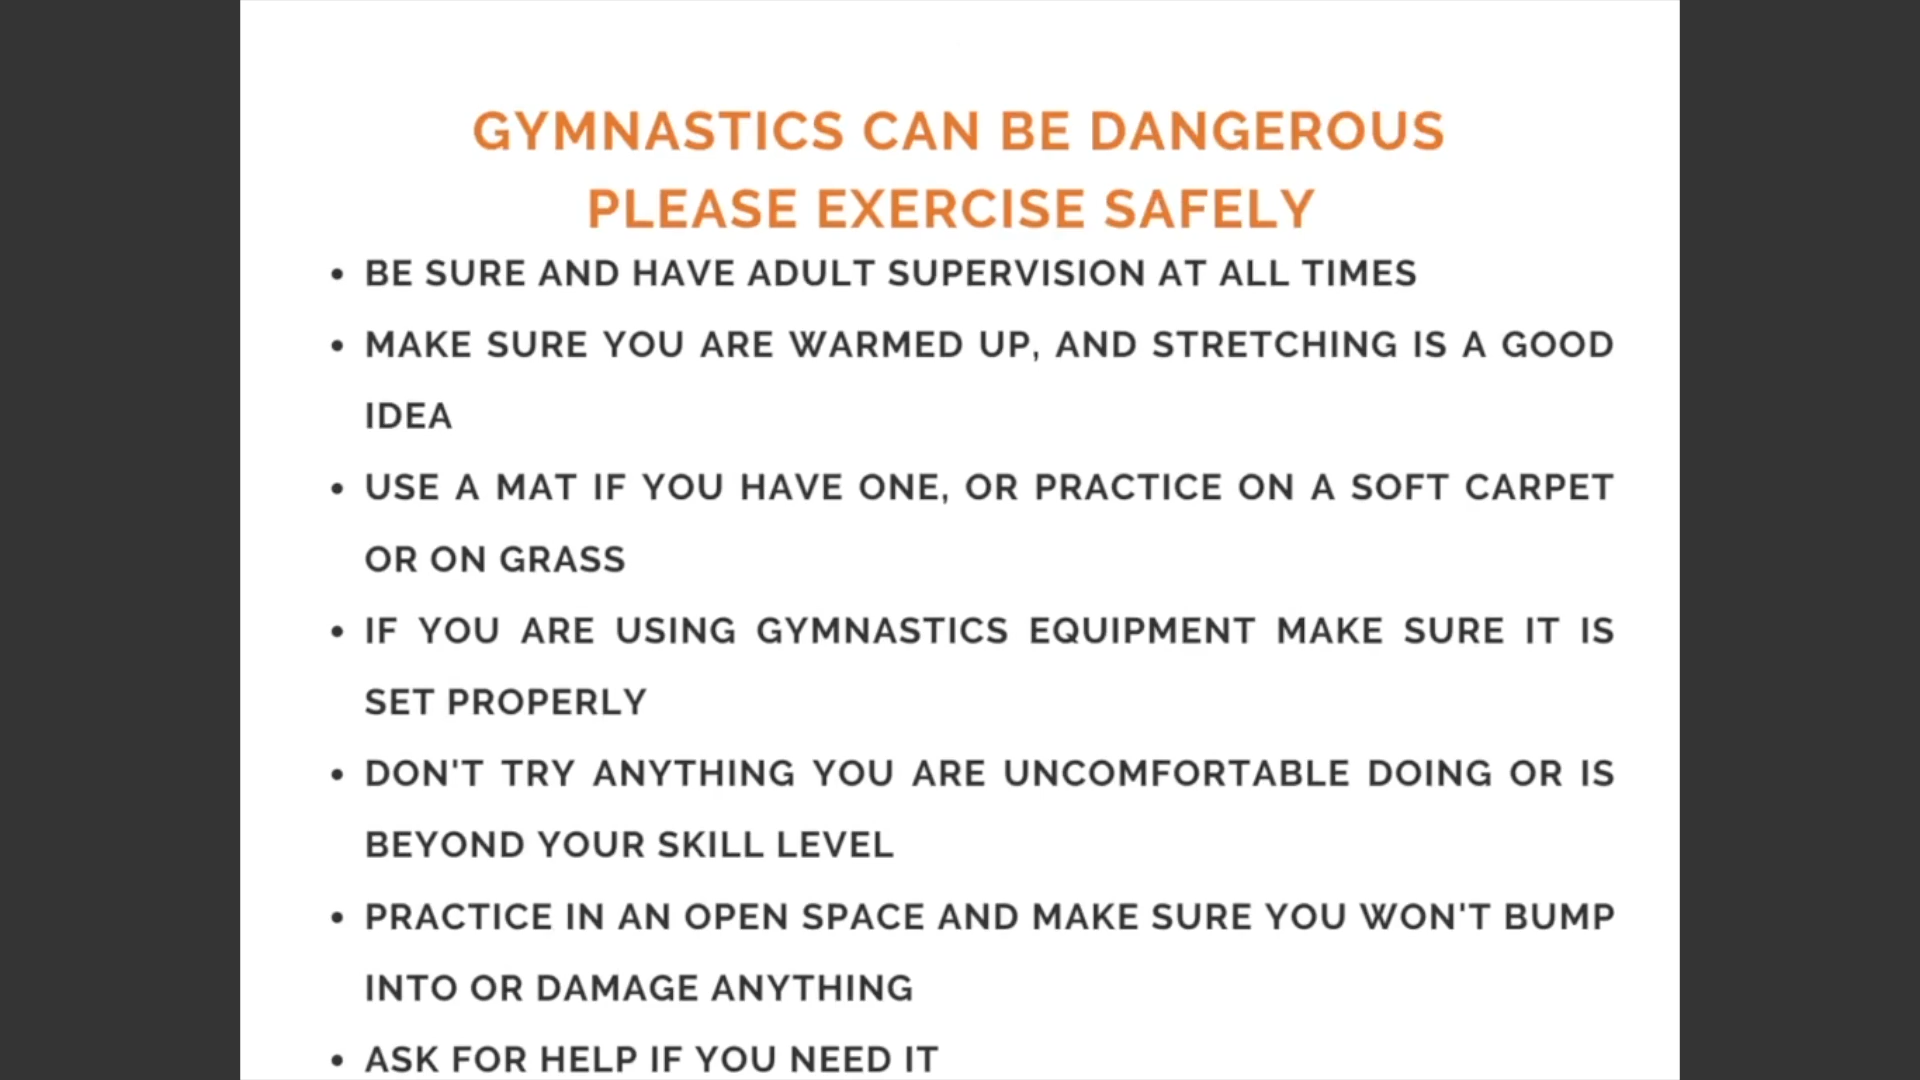 GYMNASTICS CAN BE DANGEROUS
PLEASE EXERCISE SAFELY
• BE SURE AND HAVE ADULT SUPERVISION AT ALL TIMES
• MAKE SURE YOU ARE WARMED UP, AND STRETCHING IS A GOOD
IDEA
• USE A MAT IF YOU HAVE ONE, OR PRACTICE ON A SOFT CARPET
OR ON GRASS
• IF YOU ARE USING GYMNASTICS EQUIPMENT MAKE SURE IT IS
SET PROPERLY
• DON'T TRY ANYTHING YOU ARE UNCOMFORTABLE DOING OR IS
BEYOND YOUR SKILL LEVEL
• PRACTICE IN AN OPEN SPACE AND MAKE SURE YOU WON'T BUMP
INTO OR DAMAGE ANYTHING
• ASK FOR HELP IF YOU NEED IT